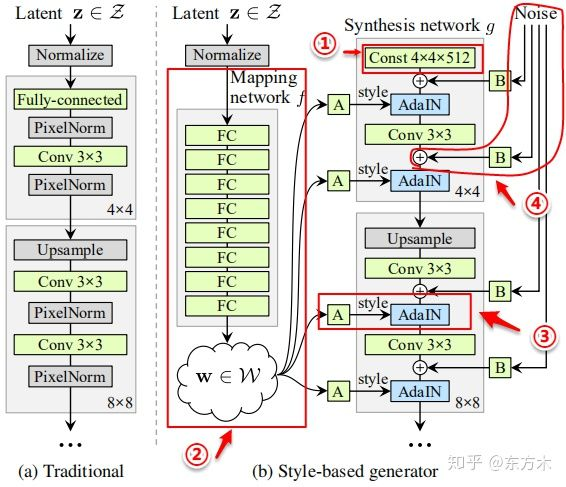 Latent z ∈ Z
Normalize
Fully-connected
PixelNorm
Conv 3×3
PixelNorm
4×4
Upsample
Conv 3×3
PixelNorm
Conv 3×3
PixelNorm
8×8
...
(a) Traditional
Latent z ∈ Z
Normalize
Mapping
network f
FC
FC
FC
FC
FC
FC
FC
FC
w ∈ W
②
Synthesis network g
Noise
①
Const 4×4×512
B
A
style
AdaIN
Conv 3×3
B
A
style
AdaIN
4×4
④
Upsample
Conv 3×3
B
A
style
AdaIN
③
Conv 3×3
B
A
style
AdaIN
8×8
...
(b) Style-based generator
知乎 @东方木